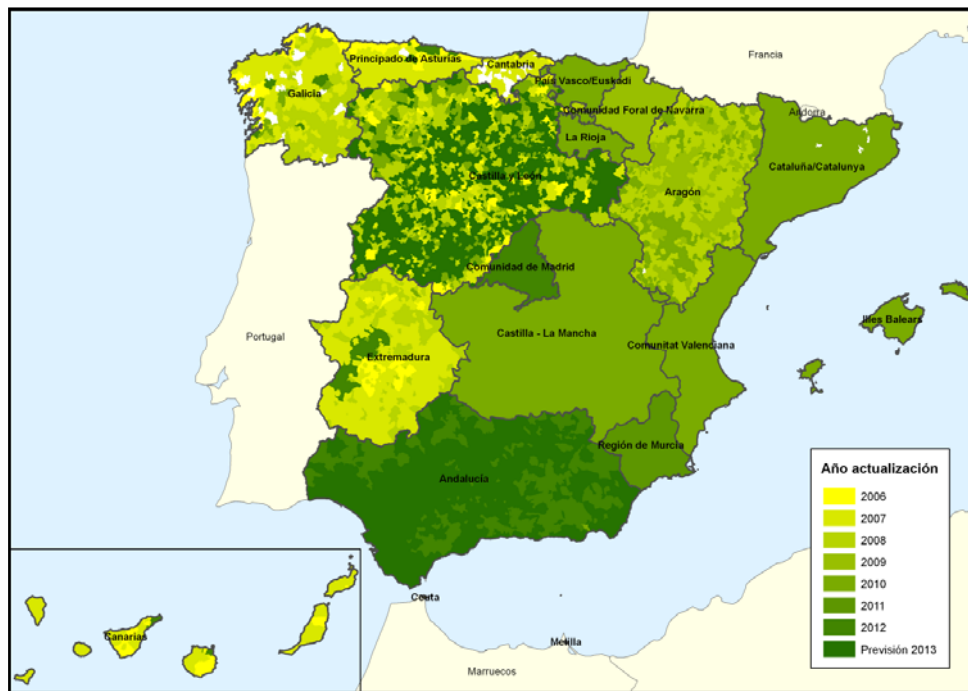 Francia
Principado de Asturias
Cantabria
País Vasco/Euskadi
Galicia
Comunidad Foral de Navarra
Andorra
La Rioja
Cataluña/Catalunya
Castilla y León
Aragón
Comunidad de Madrid
Illes Balears
Portugal
Castilla - La Mancha
Comunitat Valenciana
Extremadura
Región de Murcia
Andalucía
Ceuta
Canarias
Melilla
Marruecos
Año actualización
2006
2007
2008
2009
2010
2011
2012
Previsión 2013